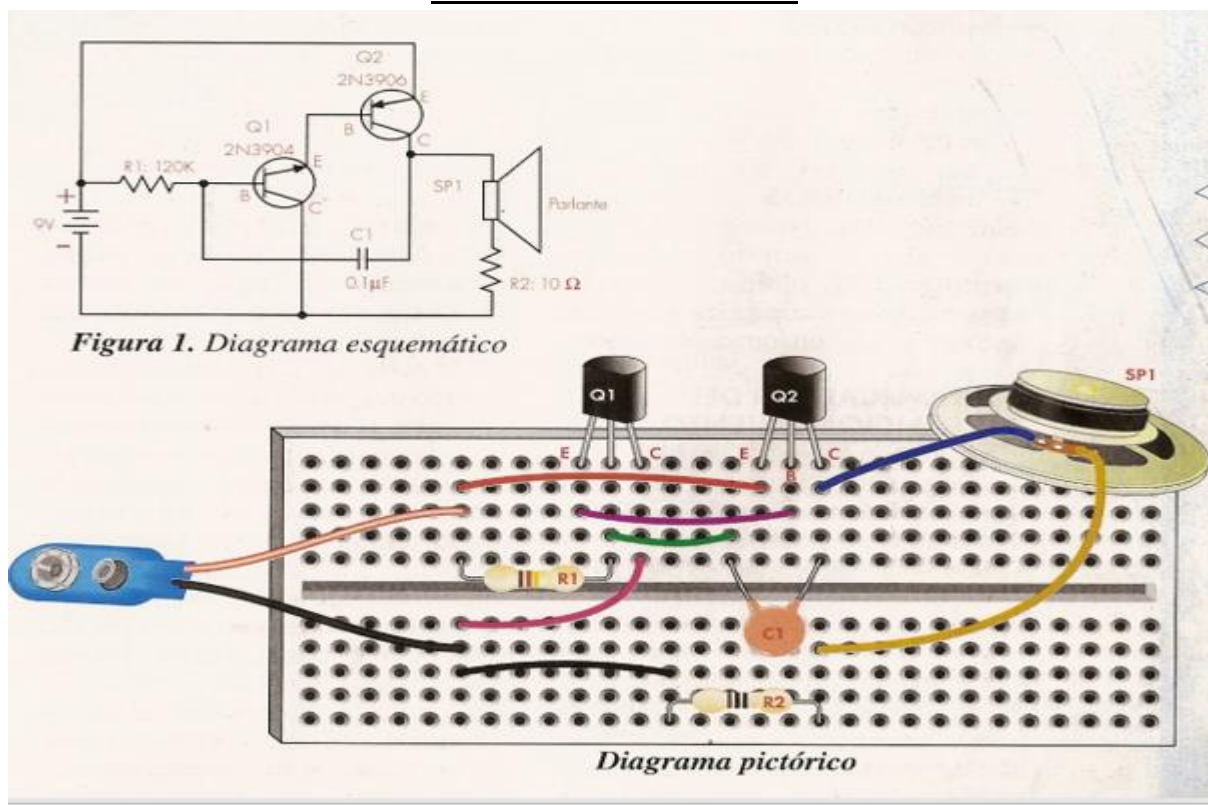 Q2
2N3906
E
B
C
Q1
2N3904
E
B
C
R1: 120K
+
9V
-
SP1
Parlante
C1
0.1µF
R2: 10 Ω
Figura 1. Diagrama esquemático
Q1
Q2
SP1
E
C
E
B
C
R1
C1
R2
Diagrama pictórico